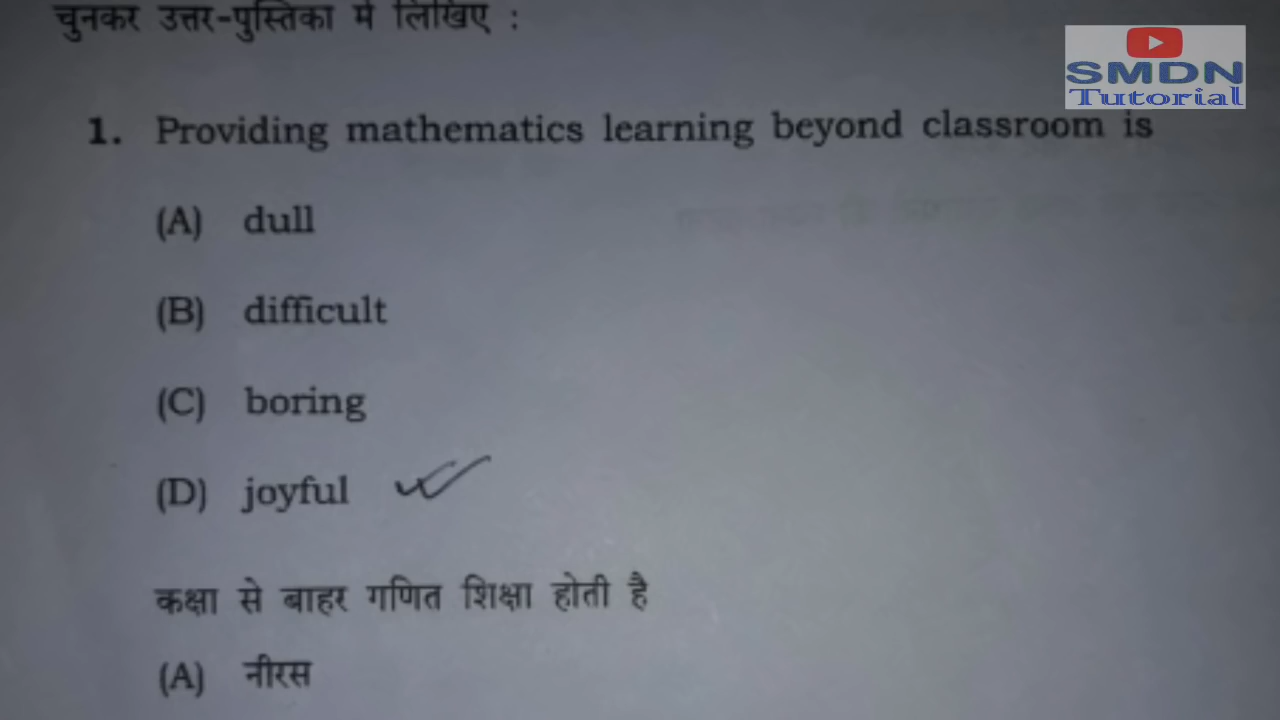 चुनकर उत्तर-पुस्तिका में लिखिए :
SMDN
Tutorial
1. Providing mathematics learning beyond classroom is
(A) dull
(B) difficult
(C) boring
(D) joyful
कक्षा से बाहर गणित शिक्षा होती है
(A) नीरस